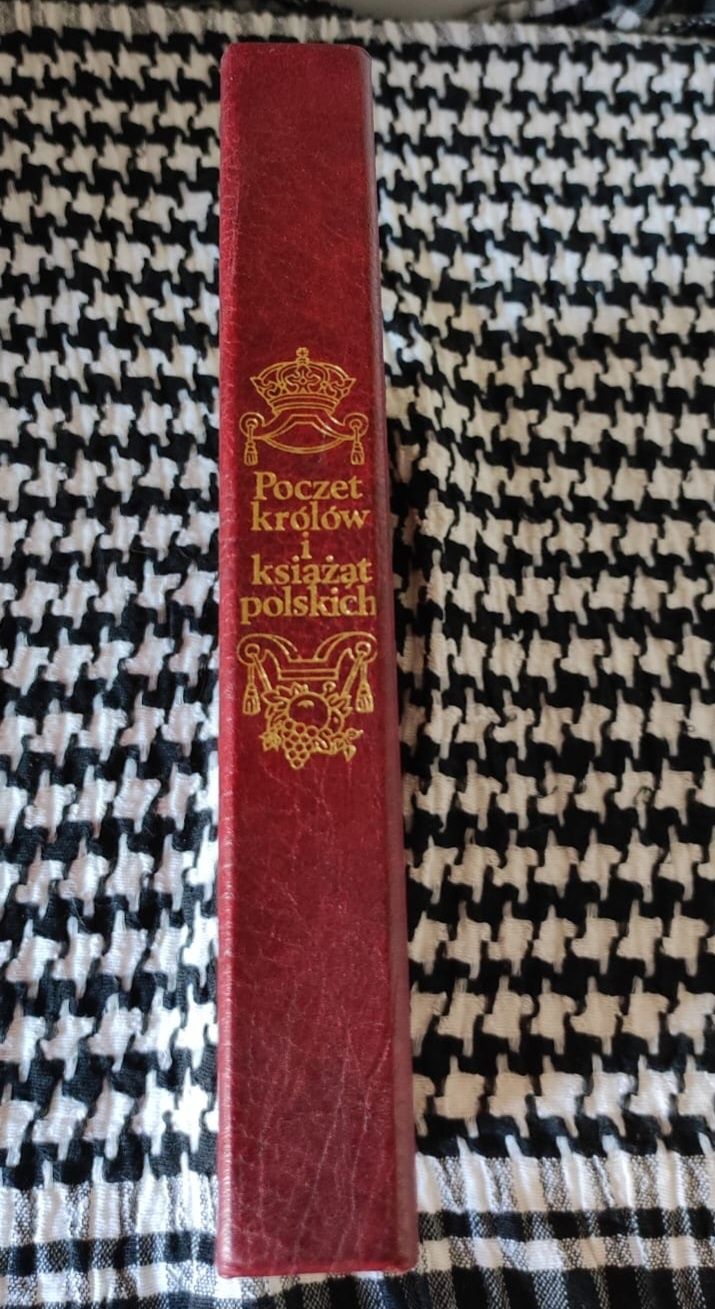 Poczet
królów
i
książąt
polskich